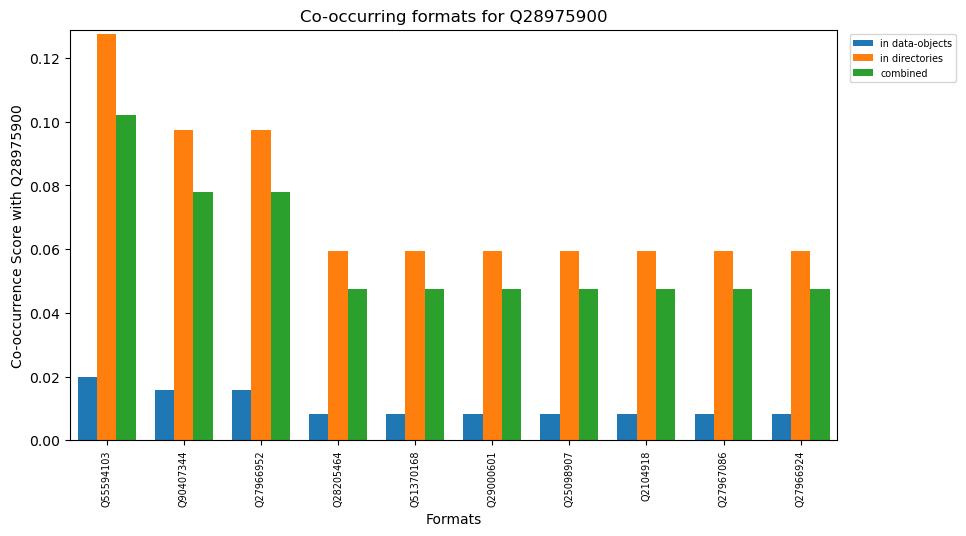 Co-occurring formats for Q28975900
in data-objects
in directories
combined
Co-occurrence Score with Q28975900
0.12
0.10
0.08
0.06
0.04
0.02
0.00
Q55594103
Q90407344
Q27966952
Q28205464
Q51370168
Q29000601
Q25098907
Q2104918
Q27967086
Q27966924
Formats